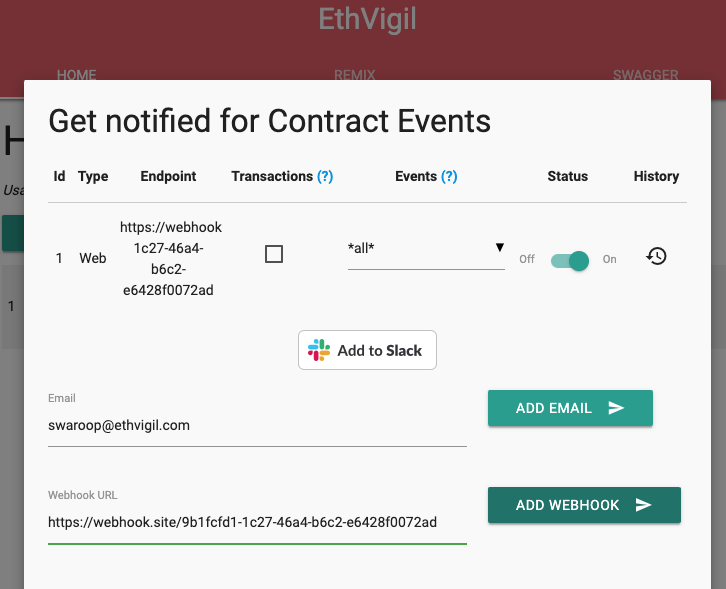 EthVigil
HOME REMIX SWAGGER
Get notified for Contract Events
H
Usa
1
Id Type Endpoint Transactions (?) Events (?) Status History
1 Web https://webhook
1c27-46a4-
b6c2-
e6428f0072ad
*all* Off On
Add to Slack
Email
swaroop@ethvigil.com
ADD EMAIL
Webhook URL
https://webhook.site/9b1fcfd1-1c27-46a4-b6c2-e6428f0072ad
ADD WEBHOOK